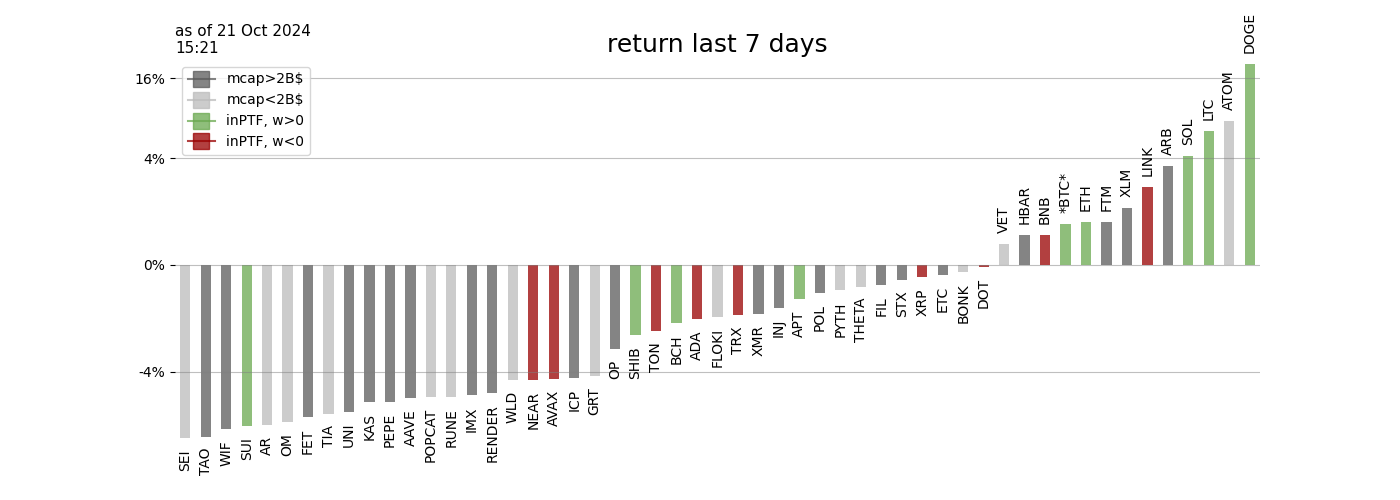 as of 21 Oct 2024
15:21
return last 7 days
mcap>2B$
mcap<2B$
inPTF, w>0
inPTF, w<0
16%
4%
0%
-4%
SEI
TAO
WIF
SUI
AR
OM
FET
TIA
UNI
KAS
PEPE
AAVE
POPCAT
RUNE
IMX
RENDER
WLD
NEAR
AVAX
ICP
GRT
OP
SHIB
TON
BCH
ADA
FLOKI
TRX
XMR
INJ
APT
POL
PYTH
THETA
FIL
STX
XRP
ETC
BONK
DOT
VET
HBAR
BNB
*BTC*
ETH
FTM
XLM
LINK
ARB
SOL
LTC
ATOM
DOGE